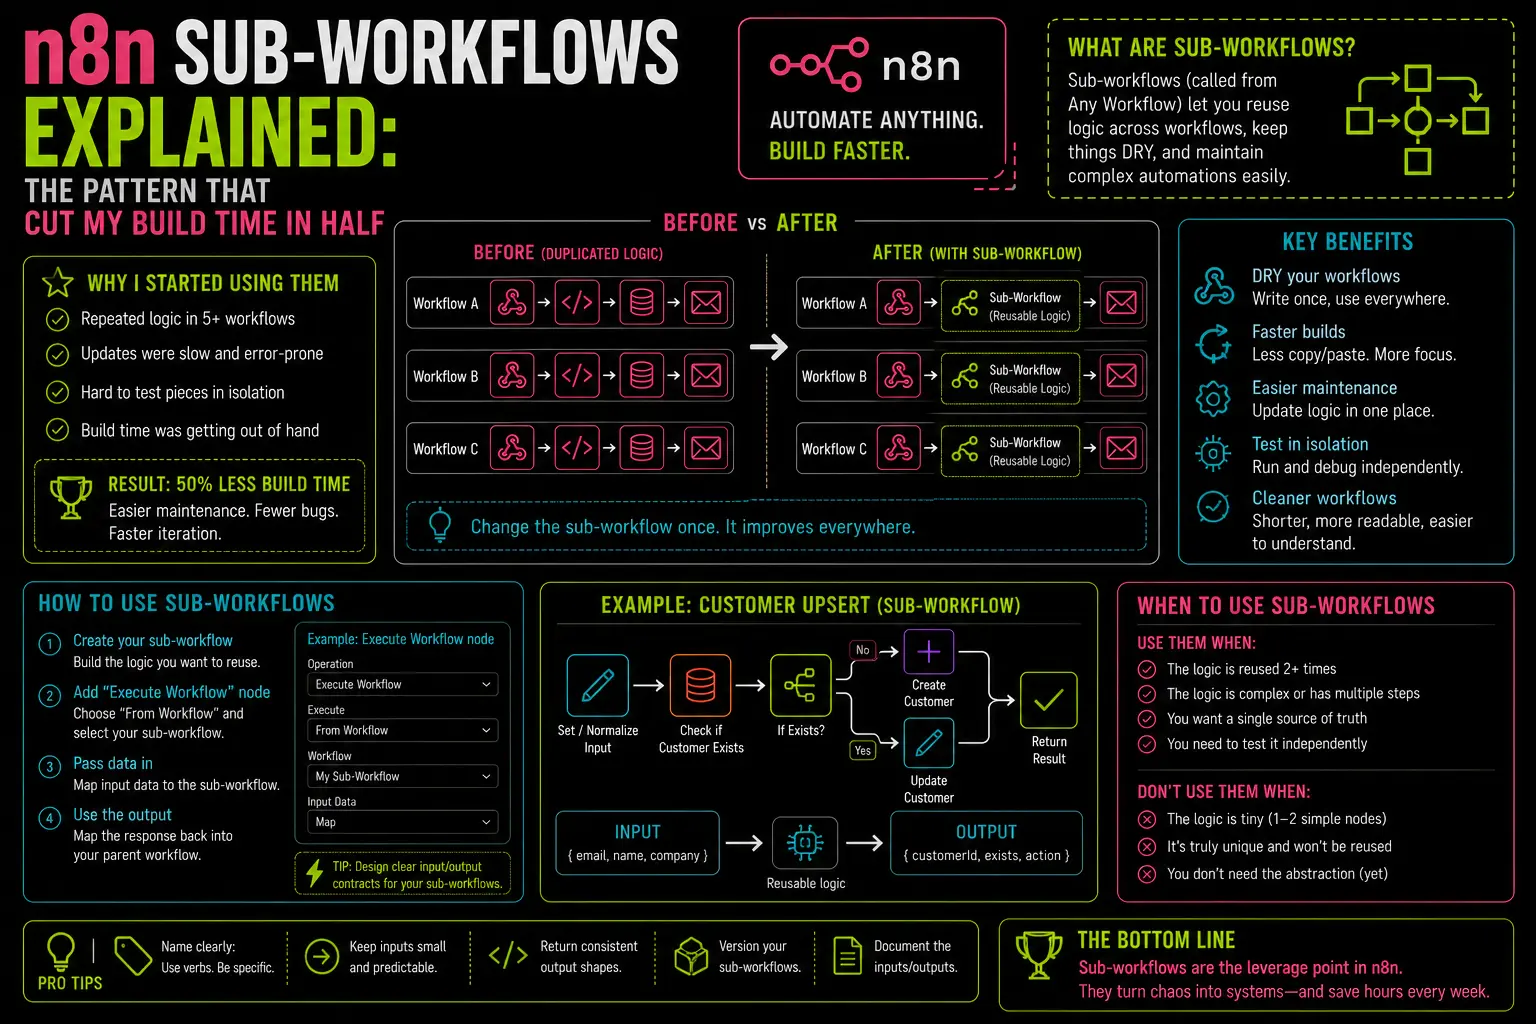 n8n SUB-WORKFLOWS
EXPLAINED:
THE PATTERN THAT
CUT MY BUILD TIME IN HALF
n8n
AUTOMATE ANYTHING.
BUILD FASTER.
WHAT ARE SUB-WORKFLOWS?
Sub-workflows (called from
Any Workflow) let you reuse
logic across workflows, keep
things DRY, and maintain
complex automations easily.
WHY I STARTED USING THEM
Repeated logic in 5+ workflows
Updates were slow and error-prone
Hard to test pieces in isolation
Build time was getting out of hand
RESULT: 50% LESS BUILD TIME
Easier maintenance. Fewer bugs.
Faster iteration.
BEFORE vs AFTER
BEFORE (DUPLICATED LOGIC)
Workflow A
</>
Workflow B
</>
Workflow C
</>
AFTER (WITH SUB-WORKFLOW)
Workflow A
Sub-Workflow
(Reusable Logic)
Workflow B
Sub-Workflow
(Reusable Logic)
Workflow C
Sub-Workflow
(Reusable Logic)
Change the sub-workflow once. It improves everywhere.
KEY BENEFITS
DRY your workflows
Write once, use everywhere.
Faster builds
Less copy/paste. More focus.
Easier maintenance
Update logic in one place.
Test in isolation
Run and debug independently.
Cleaner workflows
Shorter, more readable, easier
to understand.
HOW TO USE SUB-WORKFLOWS
1 Create your sub-workflow
Build the logic you want to reuse.
2 Add “Execute Workflow” node
Choose “From Workflow” and
select your sub-workflow.
3 Pass data in
Map input data to the sub-workflow.
4 Use the output
Map the response back into
your parent workflow.
Example: Execute Workflow node
Operation
Execute Workflow
Execute
From Workflow
Workflow
My Sub-Workflow
Input Data
Map
TIP: Design clear input/output
contracts for your sub-workflows.
EXAMPLE: CUSTOMER UPSERT (SUB-WORKFLOW)
Set / Normalize
Input
Check if
Customer Exists
If Exists?
No
Create
Customer
Yes
Update
Customer
Return
Result
INPUT
{ email, name, company }
Reusable logic
OUTPUT
{ customerId, exists, action }
WHEN TO USE SUB-WORKFLOWS
USE THEM WHEN:
The logic is reused 2+ times
The logic is complex or has multiple steps
You want a single source of truth
You need to test it independently
DON'T USE THEM WHEN:
The logic is tiny (1–2 simple nodes)
It's truly unique and won't be reused
You don't need the abstraction (yet)
PRO TIPS
Name clearly:
Use verbs. Be specific.
Keep inputs small
and predictable.
</>
Return consistent
output shapes.
Version your
sub-workflows.
Document the
inputs/outputs.
THE BOTTOM LINE
Sub-workflows are the leverage point in n8n.
They turn chaos into systems—and save hours every week.